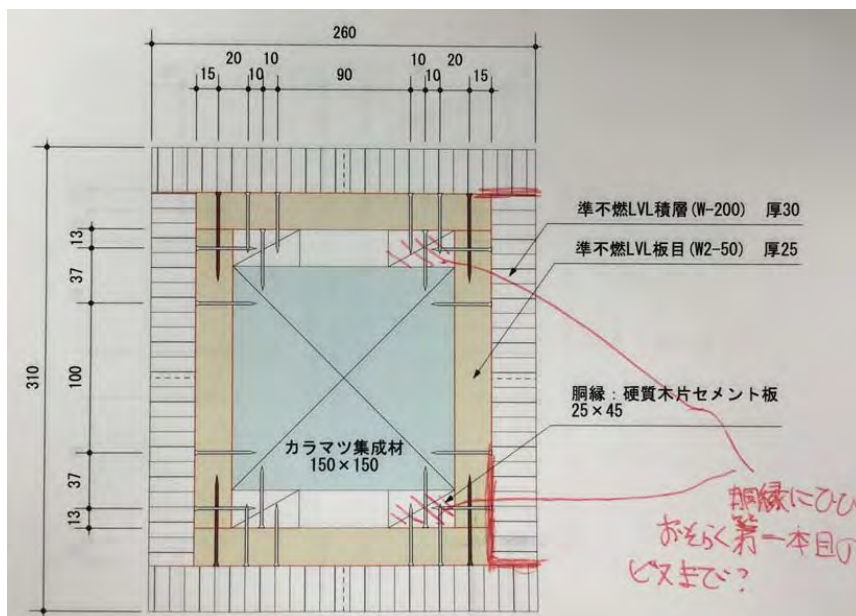 260
20 10 10 20
15 10 90 10 15
310
13
37
100
37
13
準不燃LVL積層(W-200) 厚30
準不燃LVL板目(W2-50) 厚25
胴縁:硬質木片セメント板
25×45
カラマツ集成材
150×150
胴縁にひび
おそらく第一本目の
ビスまで?